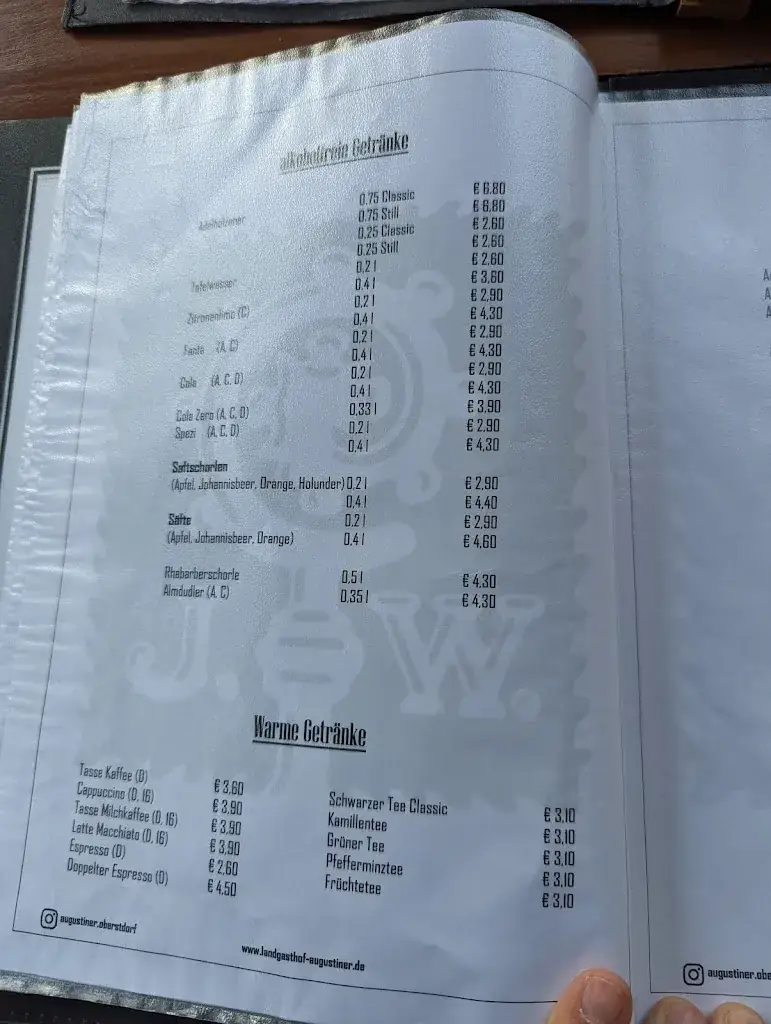 alkoholfreie Getränke
Adelholzener 0.75 Classic € 6.80
0.75 Still € 6.80
0.25 Classic € 2,60
0.25 Still € 2,60
Tafelwasser 0,2 l € 2,60
0,4 l € 3,60
Zitronenlimo (C) 0,2 l € 2,90
0,4 l € 4,30
Fanta (A, C) 0,2 l € 2,90
0,4 l € 4,30
Cola (A, C, D) 0,2 l € 2,90
0,4 l € 4,30
Cola Zero (A, C, D) 0,33 l € 3,90
Spezi (A, C, D) 0,2 l € 2,90
0,4 l € 4,30
Saftschorlen
(Apfel, Johannisbeer, Orange, Holunder) 0,2 l € 2,90
0,4 l € 4,40
Säfte 0,2 l € 2,90
(Apfel, Johannisbeer, Orange) 0,4 l € 4,60
Rhabarberschorle 0,5 l € 4,30
Almdudler (A, C) 0,35 l € 4,30
J. W.
Warme Getränke
Tasse Kaffee (D) € 3,60
Cappuccino (D, 16) € 3,90
Tasse Milchkaffee (D, 16) € 3,90
Latte Macchiato (D, 16) € 3,90
Espresso (D) € 2,60
Doppelter Espresso (D) € 4,50
Schwarzer Tee Classic € 3,10
Kamillentee € 3,10
Grüner Tee € 3,10
Pfefferminztee € 3,10
Früchtetee € 3,10
augustiner.oberstdorf
www.landgasthof-augustiner.de
augustiner.obe